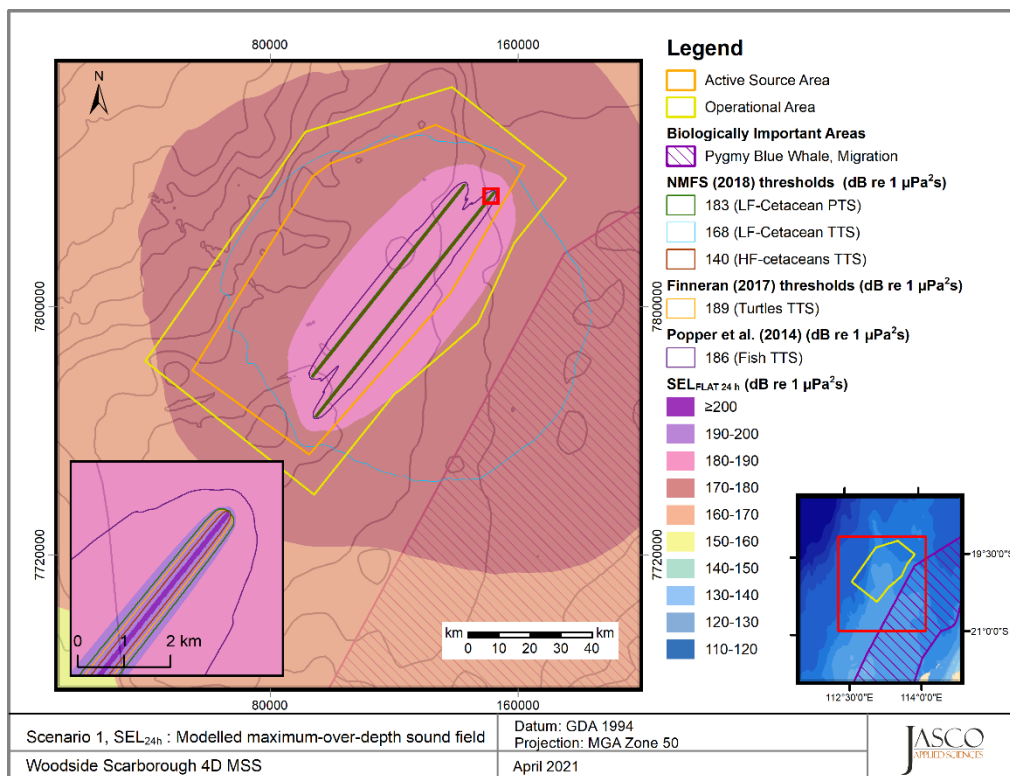 80000
160000
N
7800000
7800000
7720000
7720000
0 1 2 km
km
km
0 10 20 30 40
80000
160000
Legend
Active Source Area
Operational Area
Biologically Important Areas
Pygmy Blue Whale, Migration
NMFS (2018) thresholds (dB re 1 µPa²s)
183 (LF-Cetacean PTS)
168 (LF-Cetacean TTS)
140 (HF-cetaceans TTS)
Finneran (2017) thresholds (dB re 1 µPa²s)
189 (Turtles TTS)
Popper et al. (2014) (dB re 1 µPa²s)
186 (Fish TTS)
SELFLAT 24 h (dB re 1 µPa²s)
≥200
190-200
180-190
170-180
160-170
150-160
140-150
130-140
120-130
110-120
19°30'0"S
21°0'0"S
112°30'0"E
114°0'0"E
Scenario 1, SEL24h : Modelled maximum-over-depth sound field
Woodside Scarborough 4D MSS
Datum: GDA 1994
Projection: MGA Zone 50
April 2021
JASCO
APPLIED SCIENCES